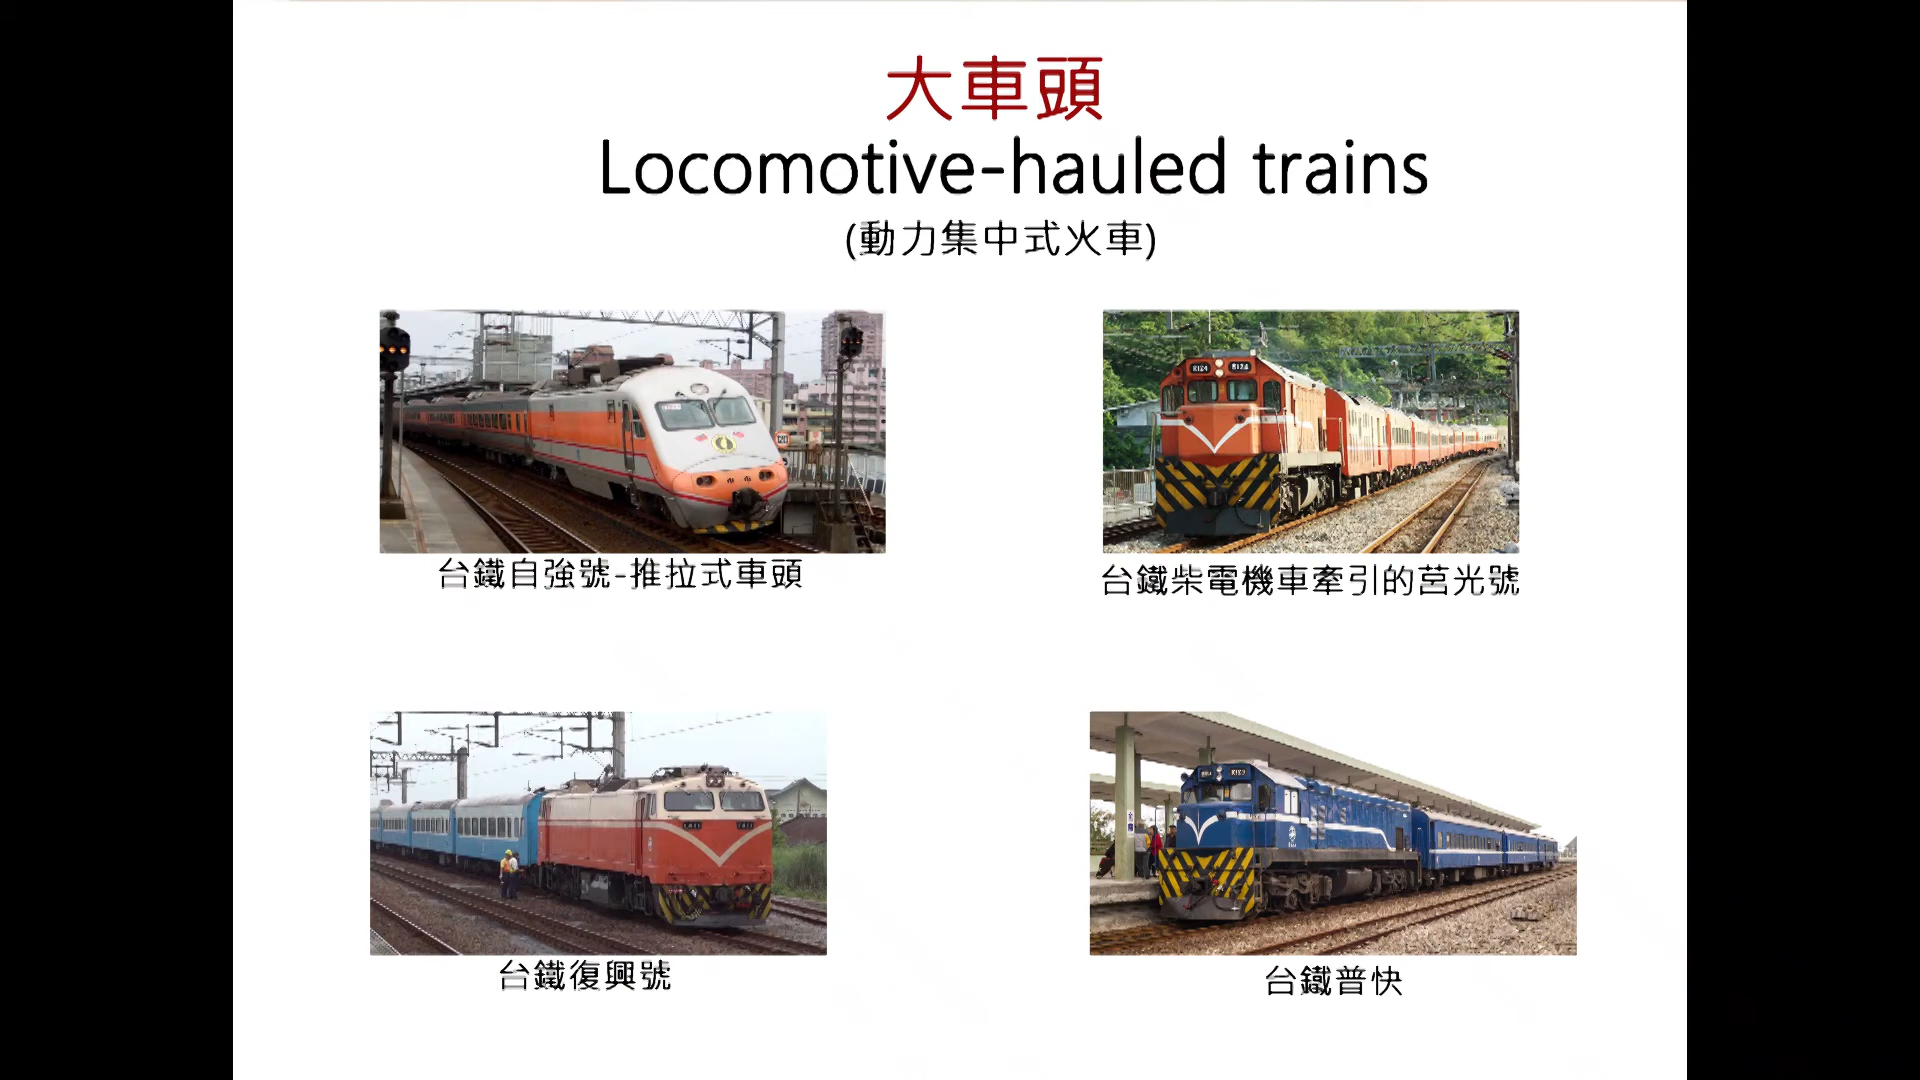 大車頭
Locomotive-hauled trains
(動力集中式火車)
台鐵自強號-推拉式車頭
R124 R124
台鐵柴電機車牽引的莒光號
台鐵復興號
台鐵普快